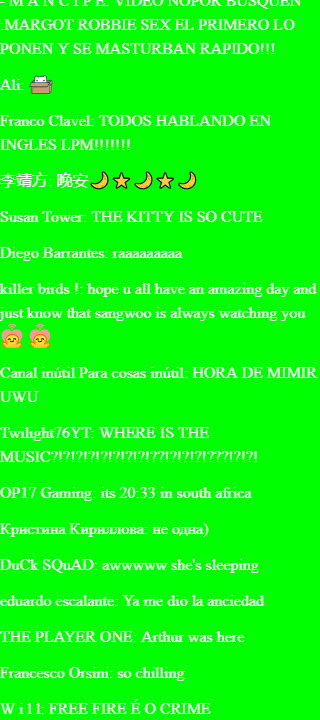 - M A N C I P E: VIDEO NOPOR BUSQUEN
:MARGOT ROBBIE SEX EL PRIMERO LO
PONEN Y SE MASTURBAN RAPIDO!!!
Ali:
Franco Clavel: TODOS HABLANDO EN
INGLES LPM!!!!!!!
李靖方: 晚安🌙⭐🌙⭐🌙
Susan Tower: THE KITTY IS SO CUTE
Diego Barrantes: raaaaaaaaa
killer birds !: hope u all have an amazing day and
just know that sangwoo is always watching you
Canal inútil Para cosas inútil: HORA DE MIMIR
UWU
Twilight76YT: WHERE IS THE
MUSIC?!?!?!?!?!?!?!?!??!?!?!?!???!?!?!
OP17 Gaming: its 20:33 in south africa
Кристина Кириллова: не одна)
DuCk SQuAD: awwwww she's sleeping
eduardo escalante: Ya me dio la anciedad
THE PLAYER ONE: Arthur was here
Francesco Orsini: so chilling
W i l l: FREE FIRE É O CRIME